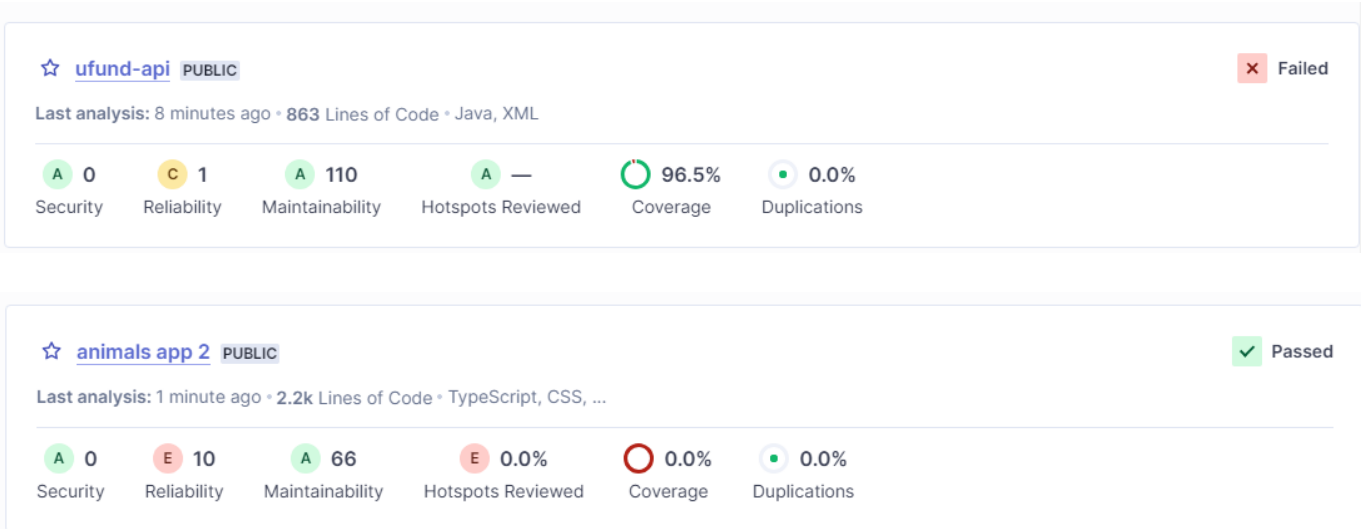 ufund-api PUBLIC Failed
Last analysis: 8 minutes ago • 863 Lines of Code • Java, XML
A 0 C 1 A 110 A — 96.5% 0.0%
Security Reliability Maintainability Hotspots Reviewed Coverage Duplications
animals app 2 PUBLIC Passed
Last analysis: 1 minute ago • 2.2k Lines of Code • TypeScript, CSS, ...
A 0 E 10 A 66 E 0.0% 0.0% 0.0%
Security Reliability Maintainability Hotspots Reviewed Coverage Duplications